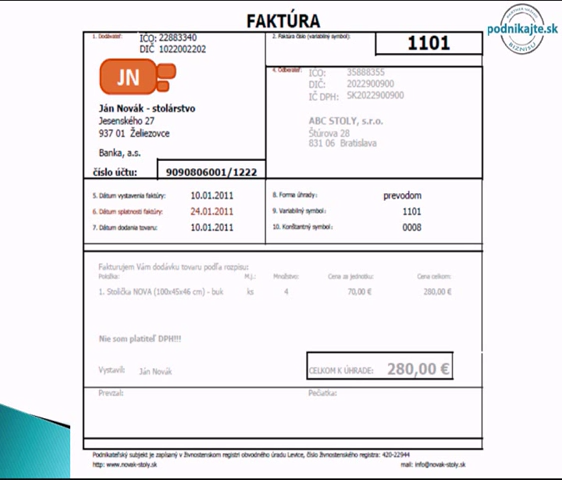 FAKTÚRA
podnikajte.sk
BIZNISU
1. Dodávateľ:
IČO: 22883340
DIČ 1022002202
2. Faktúra číslo (variabilný symbol):
1101
JN
Ján Novák - stolárstvo
Jesenského 27
937 01 Želiezovce
Banka, a.s.
číslo účtu: 9090806001/1222
4. Odberateľ:
IČO: 35888355
DIČ: 2022900900
IČ DPH: SK2022900900
ABC STOLY, s.r.o.
Štúrova 28
831 06 Bratislava
5. Dátum vystavenia faktúry: 10.01.2011
6. Dátum splatnosti faktúry: 24.01.2011
7. Dátum dodania tovaru: 10.01.2011
8. Forma úhrady: prevodom
9. Variabilný symbol: 1101
10. Konštantný symbol: 0008
Fakturujem Vám dodávku tovaru podľa rozpisu:
Položka: M.j.: Množstvo: Cena za jednotku: Cena celkom:
1. Stolička NOVA (100x45x46 cm) - buk ks 4 70,00 € 280,00 €
Nie som platiteľ DPH!!!
Vystavil: Ján Novák
CELKOM K ÚHRADE: 280,00 €
Prevzal: Pečiatka:
Podnikateľský subjekt je zapísaný v živnostenskom registri obvodného úradu Levice, číslo živnostenského registra: 420-22944
http: www.novak-stoly.sk mail: info@novak-stoly.sk